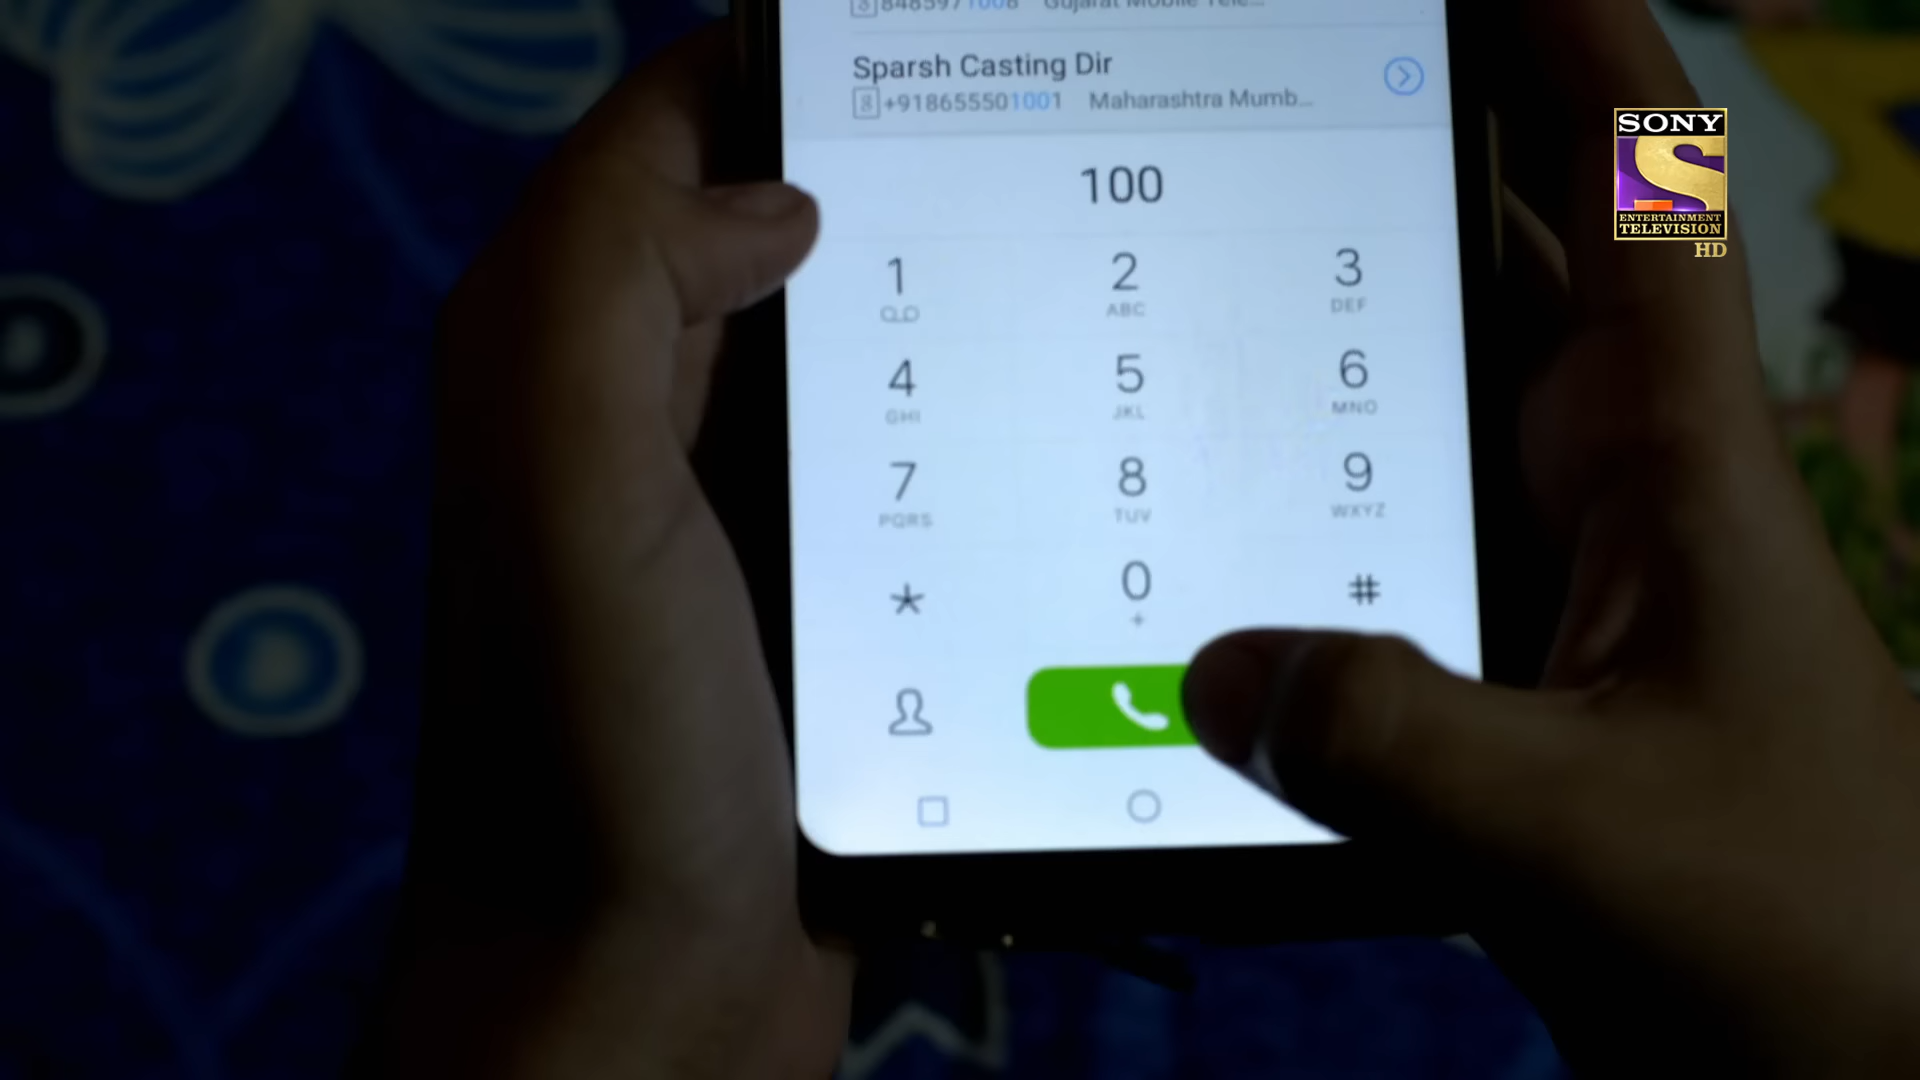 Sparsh Casting Dir
+918655501001 Maharashtra Mumb...
100
1 2 3
ABC DEF
4 5 6
GHI JKL MNO
7 8 9
PQRS TUV WXYZ
* 0 #
+
SONY
ENTERTAINMENT
TELEVISION
HD